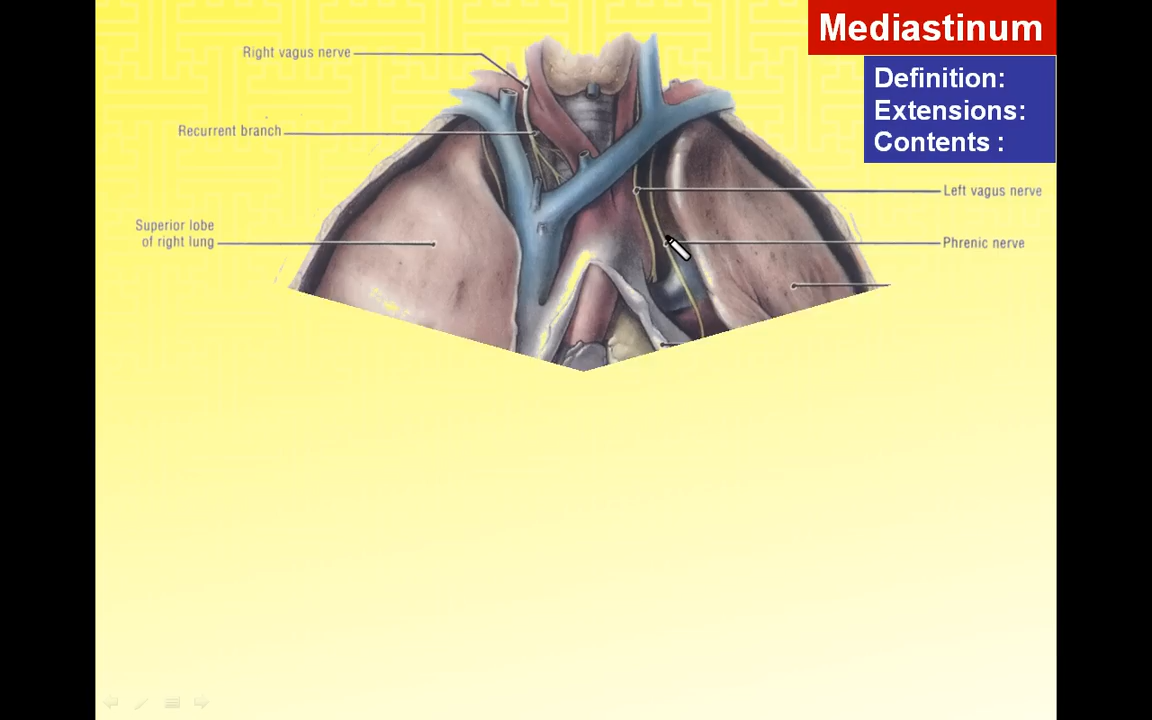 Mediastinum
Definition:
Extensions:
Contents :
Right vagus nerve
Recurrent branch
Superior lobe
of right lung
Left vagus nerve
Phrenic nerve